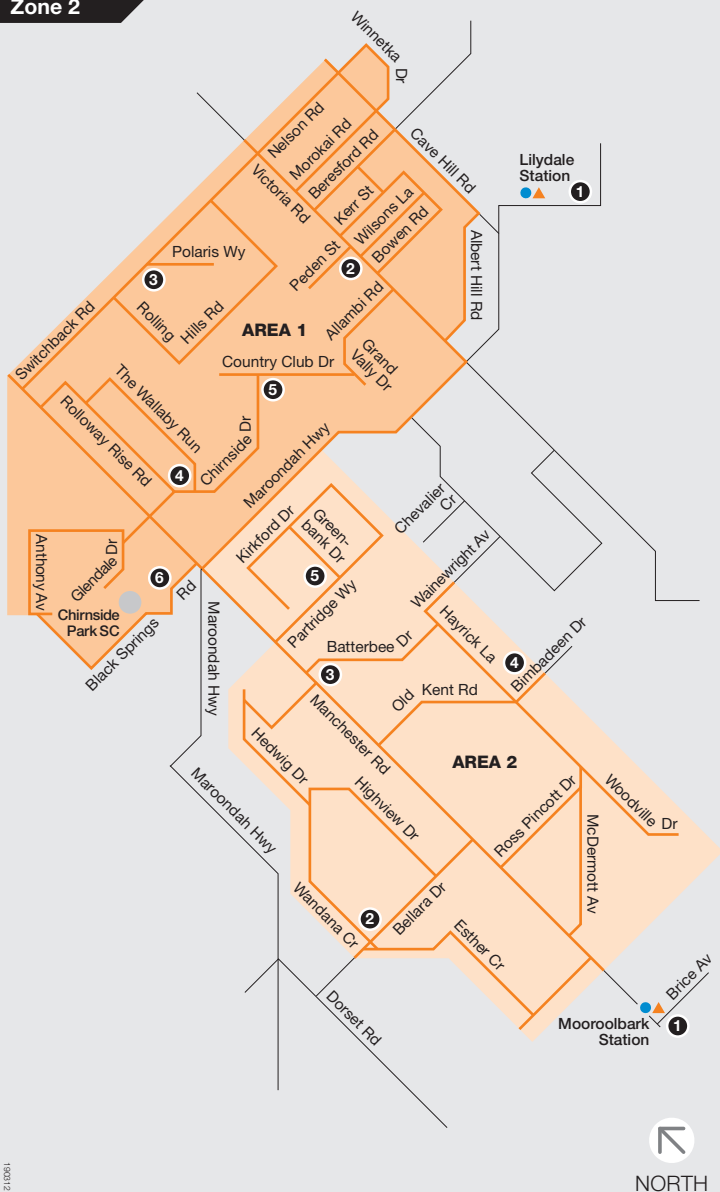 Zone 2
Winnetka
Dr
Nelson Rd
Morokai Rd
Beresford Rd
Cave Hill Rd
Victoria Rd
Kerr St
Wilsons La
Bowen Rd
Peden St
2
Lilydale
Station
1
Albert Hill Rd
Polaris Wy
3
Rolling
Hills Rd
Switchback Rd
AREA 1
Allambi Rd
Grand
Vally Dr
Country Club Dr
5
The Wallaby Run
Rolloway Rise Rd
4
Chirnside Dr
Maroondah Hwy
Anthony Av
Glendale Dr
6
Chirnside
Park SC
Black Springs
Rd
Maroondah Hwy
Kirkford Dr
Green-
bank Dr
5
Partridge Wy
Chevalier
Cr
Wainewright Av
Hayrick La
Batterbee Dr
3
4
Bimbadeen Dr
Old
Kent Rd
Manchester Rd
AREA 2
Hedwig Dr
Highview Dr
Maroondah Hwy
Ross Pincott Dr
Woodville Dr
McDermott Av
Wandana Cr
2
Bellara Dr
Esther Cr
Dorset Rd
Brice Av
Mooroolbark
Station
1
NORTH
190312